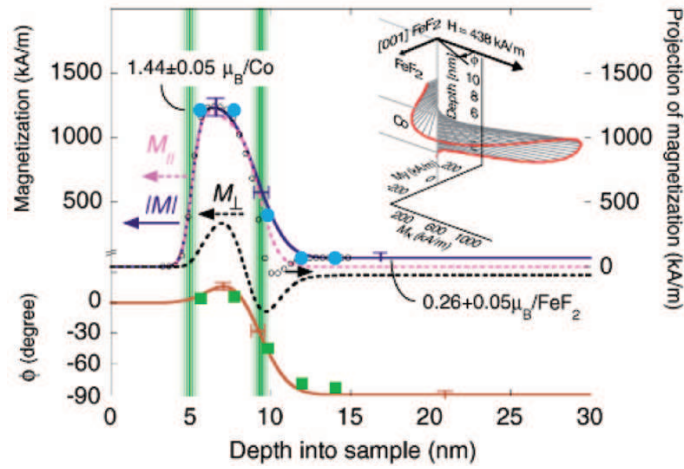 Magnetization (kA/m)
1500
1000
500
1.44±0.05 μB/Co
M//
|M|
M⊥
[001] FeF2
H = 438 kA/m
FeF2
Co
Depth [nm]
ϕ
10
8
6
My (kA/m)
-200
0
200
200
600
1000
Mx (kA/m)
Projection of magnetization (kA/m)
1500
1000
500
0
0.26+0.05μB/FeF2
ϕ (degree)
0
-30
-60
-90
0 5 10 15 20 25 30
Depth into sample (nm)